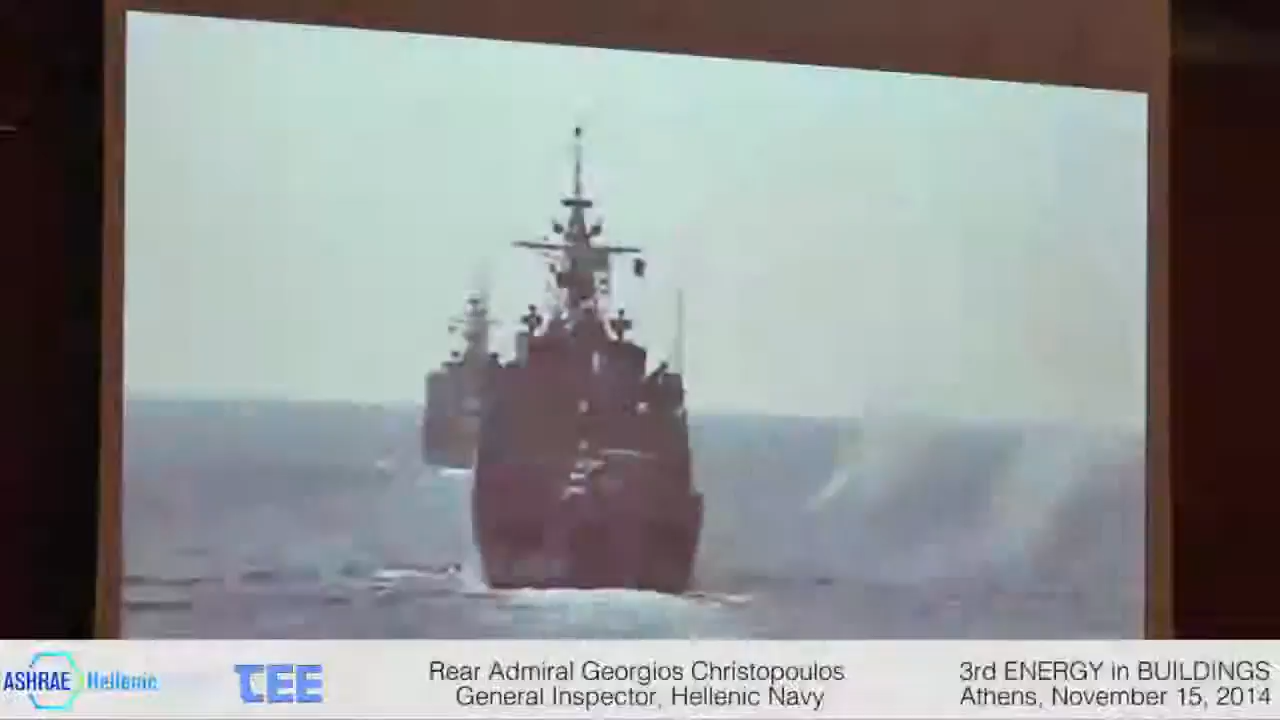 ASHRAE Hellenic
TEE
Rear Admiral Georgios Christopoulos
General Inspector, Hellenic Navy
3rd ENERGY in BUILDINGS
Athens, November 15, 2014